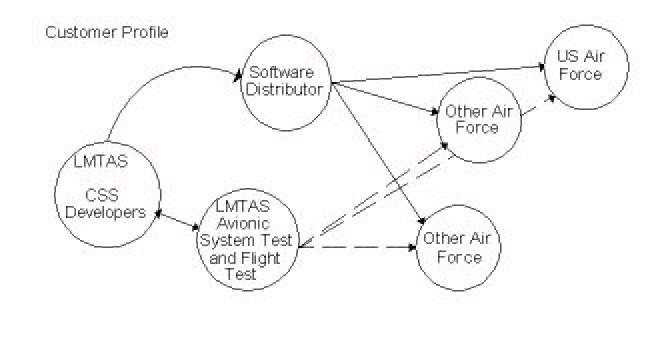 Customer Profile
US Air
Force
Software
Distributor
Other Air
Force
LMTAS
CSS
Developers
LMTAS
Avionic
System Test
and Flight
Test
Other Air
Force